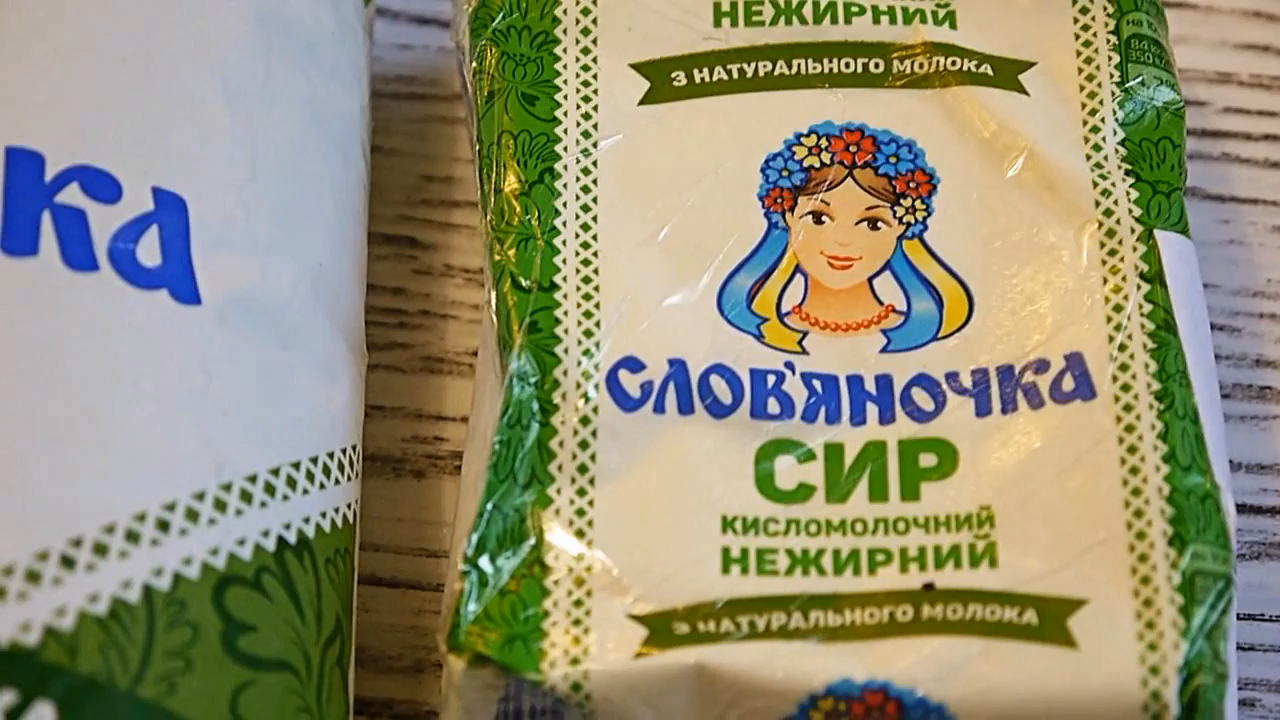 ка
НЕЖИРНИЙ
З НАТУРАЛЬНОГО МОЛОКА
СЛОВ'ЯНОЧКА
СИР
КИСЛОМОЛОЧНИЙ
НЕЖИРНИЙ
З НАТУРАЛЬНОГО МОЛОКА